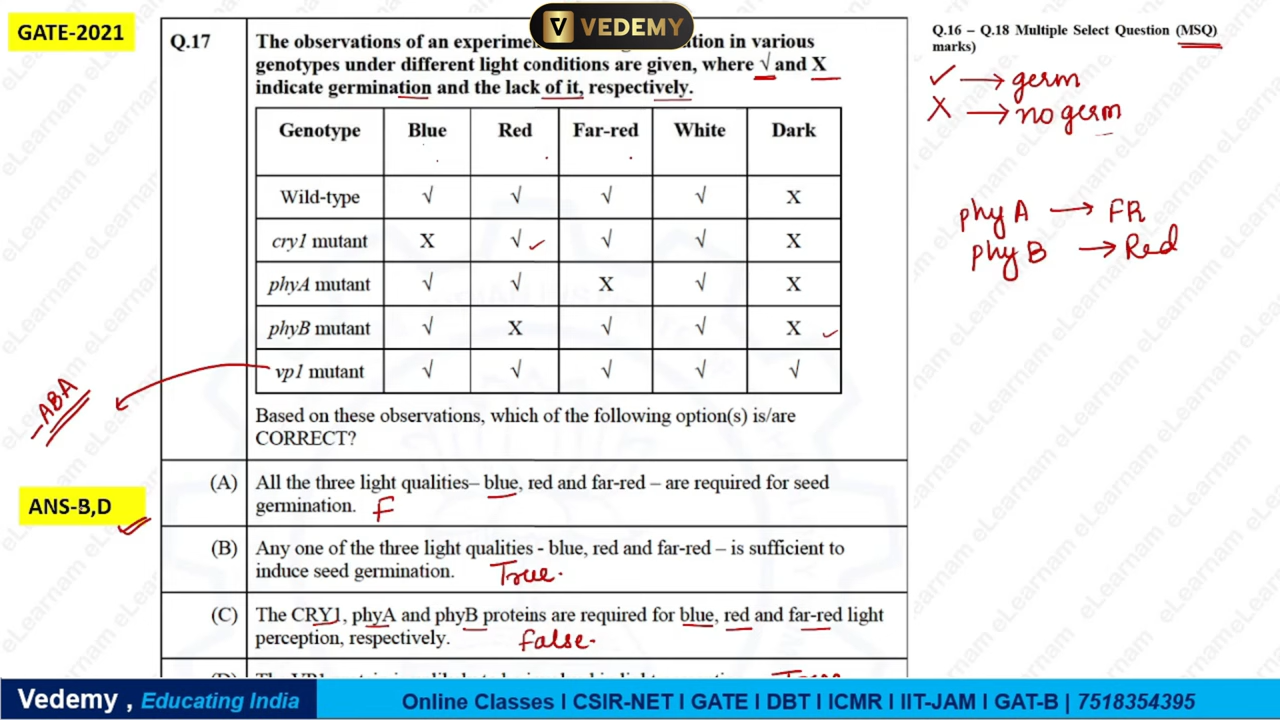 GATE-2021
VEDEMY
Q.17
The observations of an
tion in various
genotypes under different light conditions are given, where √ and X
indicate germination and the lack of it, respectively.
Q.16 – Q.18 Multiple Select Question (MSQ)
marks)
✓ → germ
X → no germ
Genotype Blue Red Far-red White Dark
Wild-type √ √ √ √ X
cry1 mutant X √ √ √ X
phyA mutant √ √ X √ X
phyB mutant √ X √ √ X
vp1 mutant √ √ √ √ √
phyA → FR
phyB → Red
-ABA
Based on these observations, which of the following option(s) is/are
CORRECT?
(A) All the three light qualities– blue, red and far-red – are required for seed
germination. F
ANS-B,D
(B) Any one of the three light qualities - blue, red and far-red – is sufficient to
induce seed germination. True.
(C) The CRY1, phyA and phyB proteins are required for blue, red and far-red light
perception, respectively. false.
Vedemy , Educating India
Online Classes I CSIR-NET I GATE I DBT I ICMR I IIT-JAM I GAT-B I 7518354395
eLearnam eLearnam eLearnam eLearnam